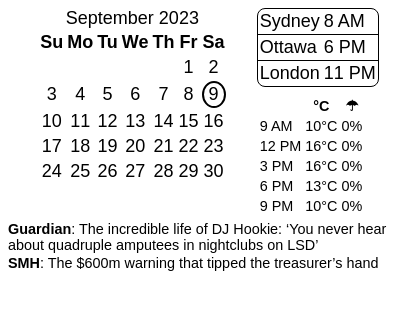 September 2023
Su Mo Tu We Th Fr Sa
1 2
3 4 5 6 7 8 9
10 11 12 13 14 15 16
17 18 19 20 21 22 23
24 25 26 27 28 29 30
Sydney 8 AM
Ottawa 6 PM
London 11 PM
°C ☂
9 AM 10°C 0%
12 PM 16°C 0%
3 PM 16°C 0%
6 PM 13°C 0%
9 PM 10°C 0%
Guardian: The incredible life of DJ Hookie: ‘You never hear
about quadruple amputees in nightclubs on LSD’
SMH: The $600m warning that tipped the treasurer’s hand